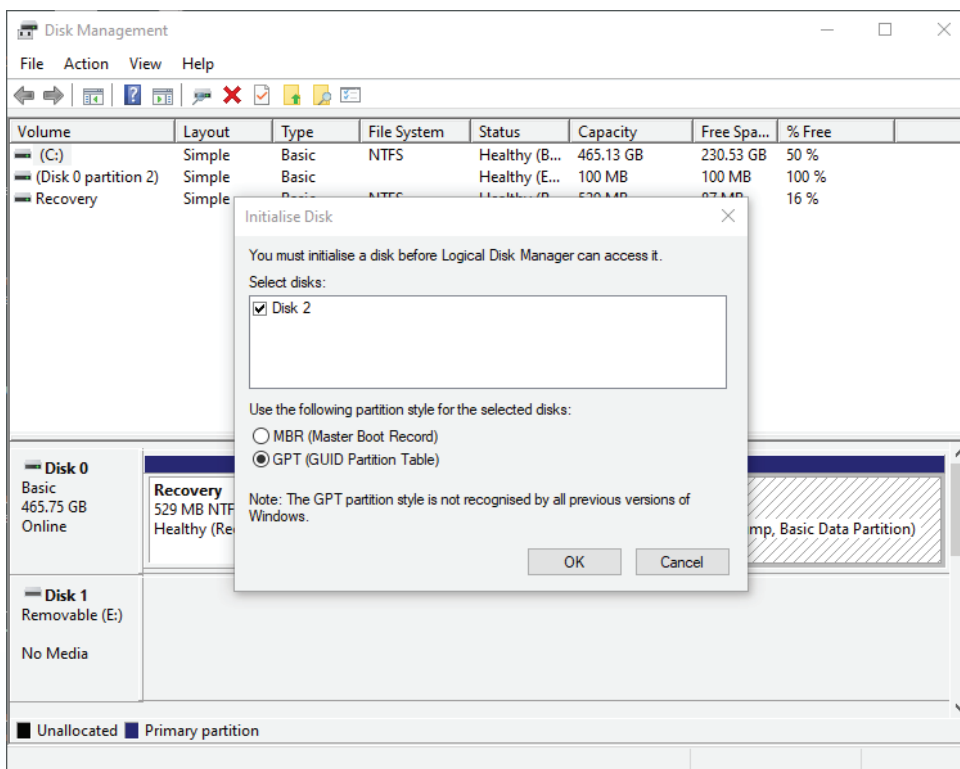 Disk Management
File Action View Help
Volume Layout Type File System Status Capacity Free Spa... % Free
(C:) Simple Basic NTFS Healthy (B... 465.13 GB 230.53 GB 50 %
(Disk 0 partition 2) Simple Basic Healthy (E... 100 MB 100 MB 100 %
Recovery Simple 16 %
Initialise Disk
You must initialise a disk before Logical Disk Manager can access it.
Select disks:
Disk 2
Use the following partition style for the selected disks:
MBR (Master Boot Record)
GPT (GUID Partition Table)
Note: The GPT partition style is not recognised by all previous versions of
Windows.
OK Cancel
Disk 0
Basic
465.75 GB
Online
Recovery
529 MB NTF
Healthy (Re
mp, Basic Data Partition)
Disk 1
Removable (E:)
No Media
Unallocated Primary partition